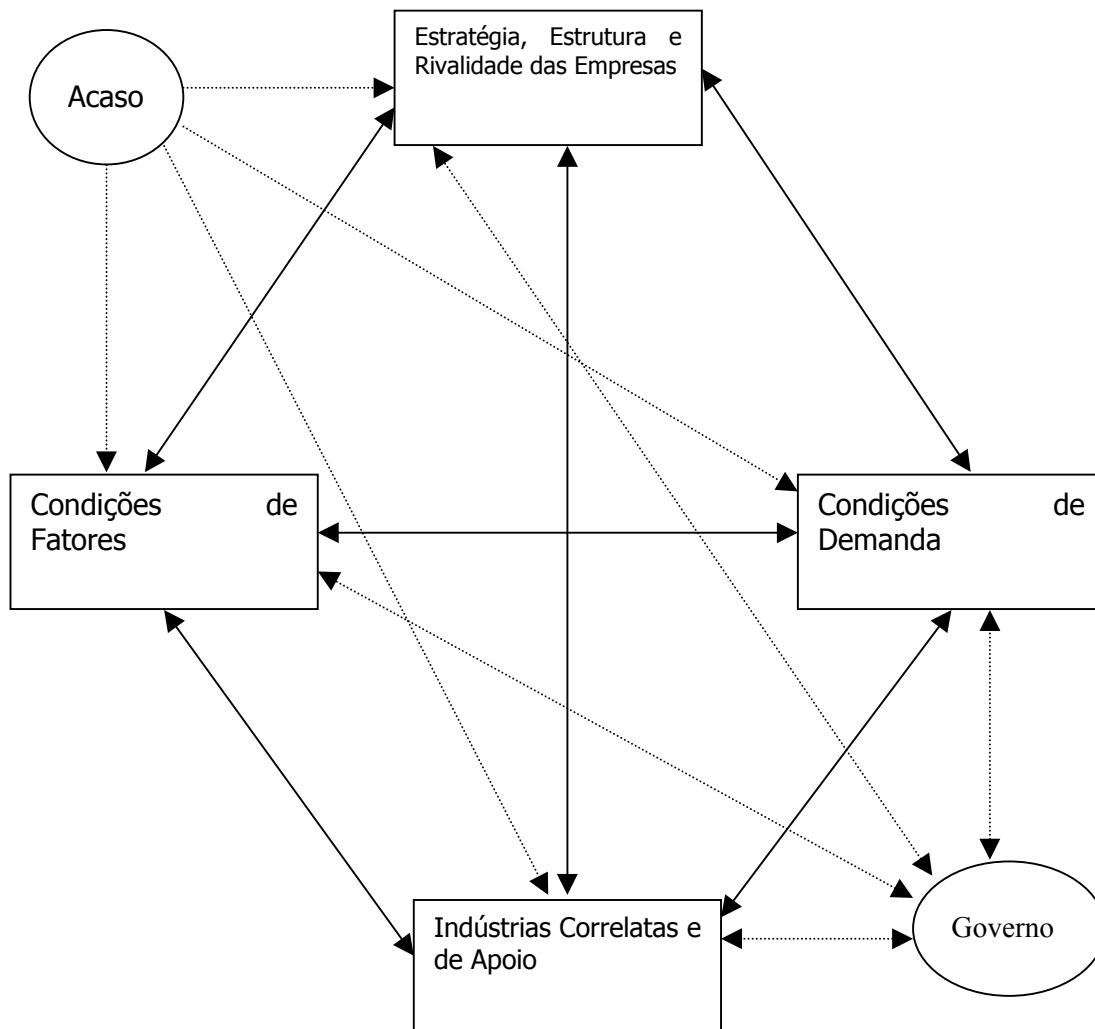 Estratégia, Estrutura e
Rivalidade das Empresas
Acaso
Condições de
Fatores
Condições de
Demanda
Indústrias Correlatas e
de Apoio
Governo